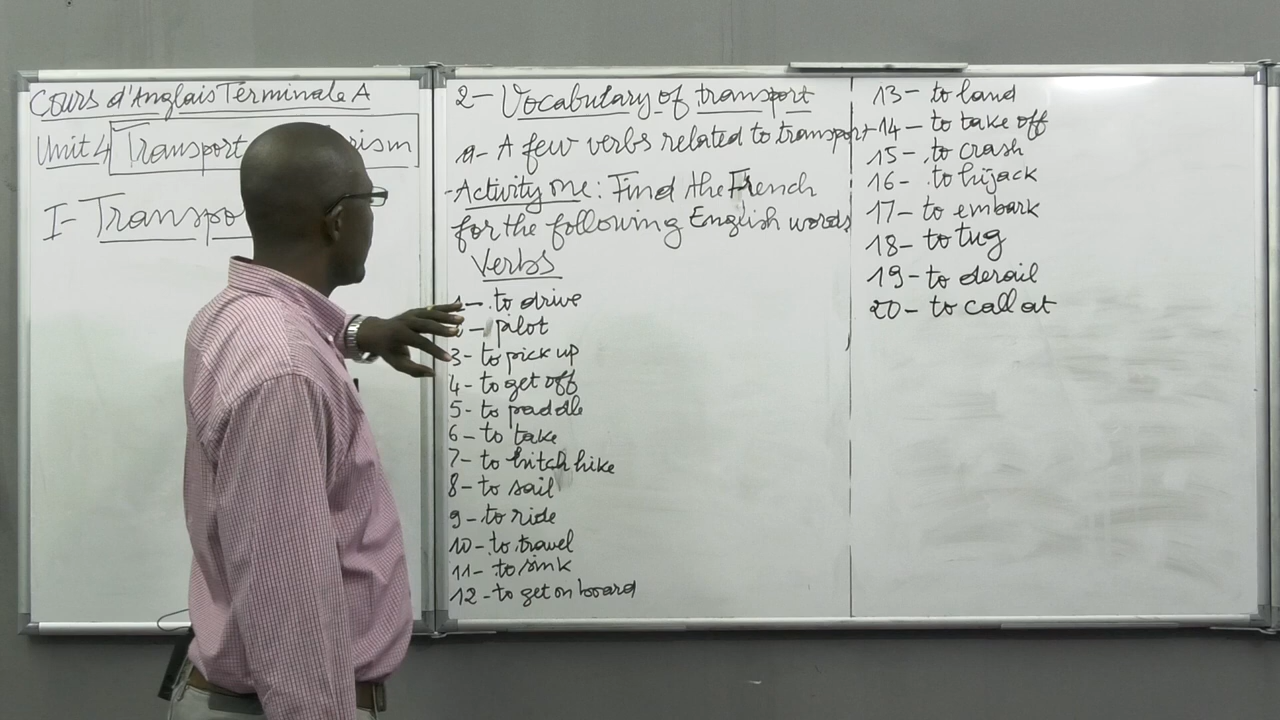 Cours d'Anglais Terminale A
Unit 4 Transport
I- Transpo
2- Vocabulary of transport
a- A few verbs related to transport
- Activity one: Find the French
for the following English words
Verbs
1- to drive
- pilot
3- to pick up
4- to get off
5- to paddle
6- to take
7- to hitch hike
8- to sail
9- to ride
10- to travel
11- to sink
12- to get on board
13- to land
14- to take off
15- to crash
16- to hijack
17- to embark
18- to tug
19- to derail
20- to call at